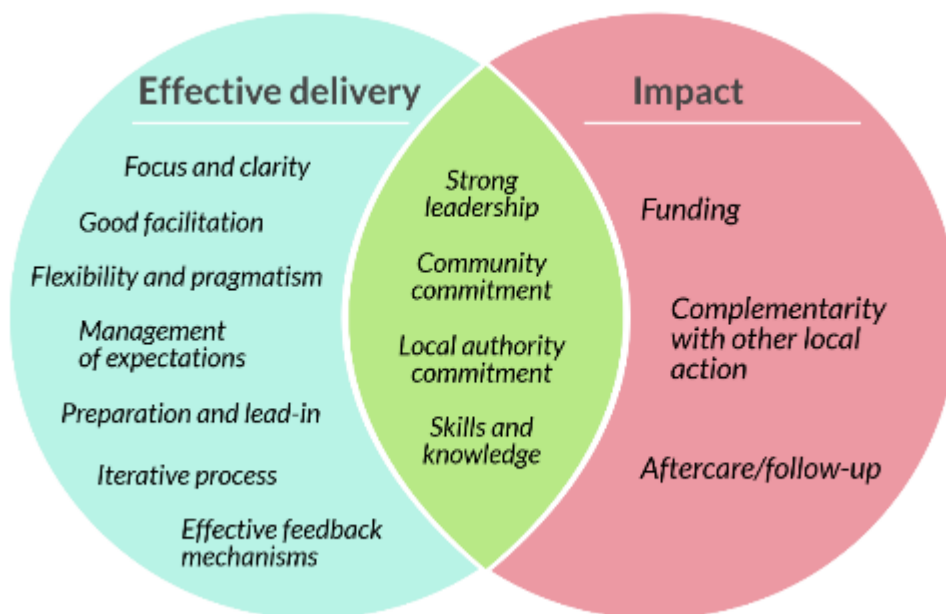 Effective delivery
Focus and clarity
Good facilitation
Flexibility and pragmatism
Management
of expectations
Preparation and lead-in
Iterative process
Effective feedback
mechanisms
Strong
leadership
Community
commitment
Local authority
commitment
Skills and
knowledge
Impact
Funding
Complementarity
with other local
action
Aftercare/follow-up